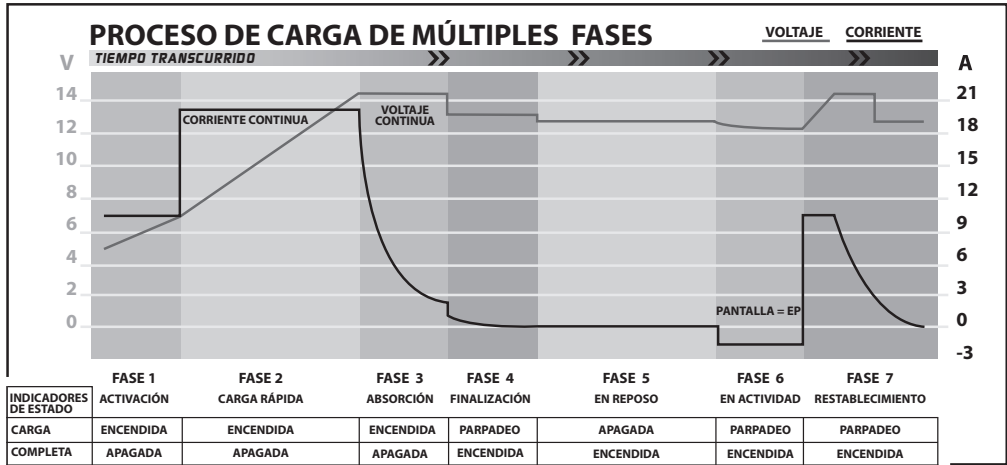 PROCESO DE CARGA DE MÚLTIPLES FASES
VOLTAJE CORRIENTE
V TIEMPO TRANSCURRIDO A
14 21
12 18
10 15
8 12
6 9
4 6
2 3
0 0
-3
CORRIENTE CONTINUA
VOLTAJE
CONTINUA
PANTALLA = EP
FASE 1 FASE 2 FASE 3 FASE 4 FASE 5 FASE 6 FASE 7
INDICADORES
DE ESTADO
ACTIVACIÓN CARGA RÁPIDA ABSORCIÓN FINALIZACIÓN EN REPOSO EN ACTIVIDAD RESTABLECIMIENTO
CARGA ENCENDIDA ENCENDIDA ENCENDIDA PARPADEO APAGADA PARPADEO PARPADEO
COMPLETA APAGADA APAGADA APAGADA ENCENDIDA ENCENDIDA ENCENDIDA ENCENDIDA